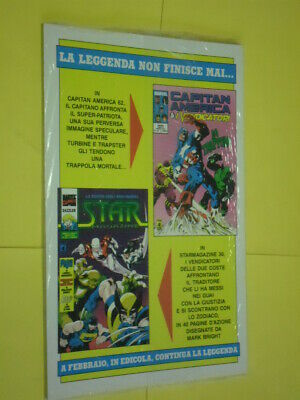 LA LEGGENDA NON FINISCE MAI...
IN
CAPITAN AMERICA 62,
IL CAPITANO AFFRONTA
IL SUPER-PATRIOTA,
UNA SUA PERVERSA
IMMAGINE SPECULARE,
MENTRE
TURBINE E TRAPSTER
GLI TENDONO
UNA
TRAPPOLA MORTALE...
CAPITAN
AMERICA
VENDICATORI
STAR
MAGAZINE
IN
STARMAGAZINE 30,
I VENDICATORI
DELLE DUE COSTE
AFFRONTANO
IL TRADITORE
CHE LI HA MESSI
NEI GUAI
CON LA GIUSTIZIA
E SI SCONTRANO CON
LO ZODIACO,
IN 40 PAGINE D'AZIONE
DISEGNATE
DA
MARK BRIGHT
A FEBBRAIO, IN EDICOLA, CONTINUA LA LEGGENDA